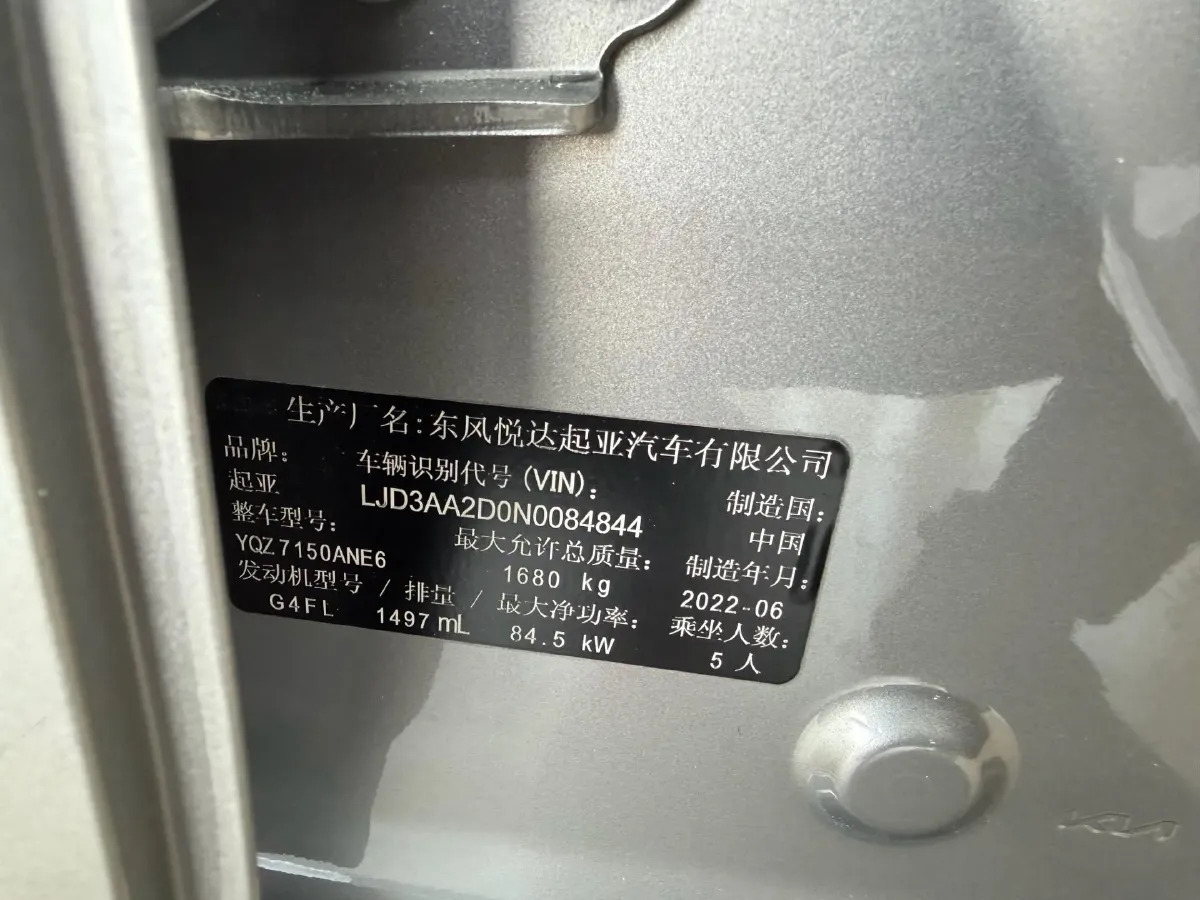 生产厂名:东风悦达起亚汽车有限公司
品牌: 车辆识别代号(VIN): 制造国:
起亚 LJD3AA2D0N0084844 中国
整车型号: 最大允许总质量: 制造年月:
YQZ7150ANE6 1680 kg 2022-06
发动机型号 / 排量 / 最大净功率: 乘坐人数:
G4FL 1497 mL 84.5 kW 5 人
KIA